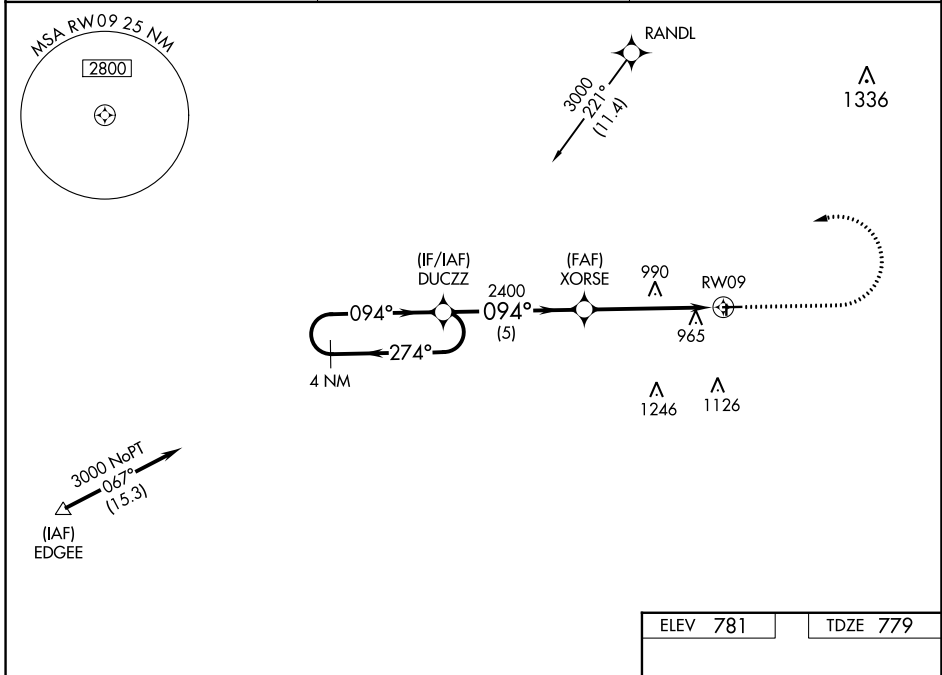 MSA RW09 25 NM
2800
RANDL
3000
221°
(11.4)
1336
(IF/IAF)
DUCZZ
(FAF)
XORSE
990
RW09
094°
2400
094°
(5)
965
274°
4 NM
1246
1126
3000 NoPT
067°
(15.3)
(IAF)
EDGEE
ELEV 781
TDZE 779